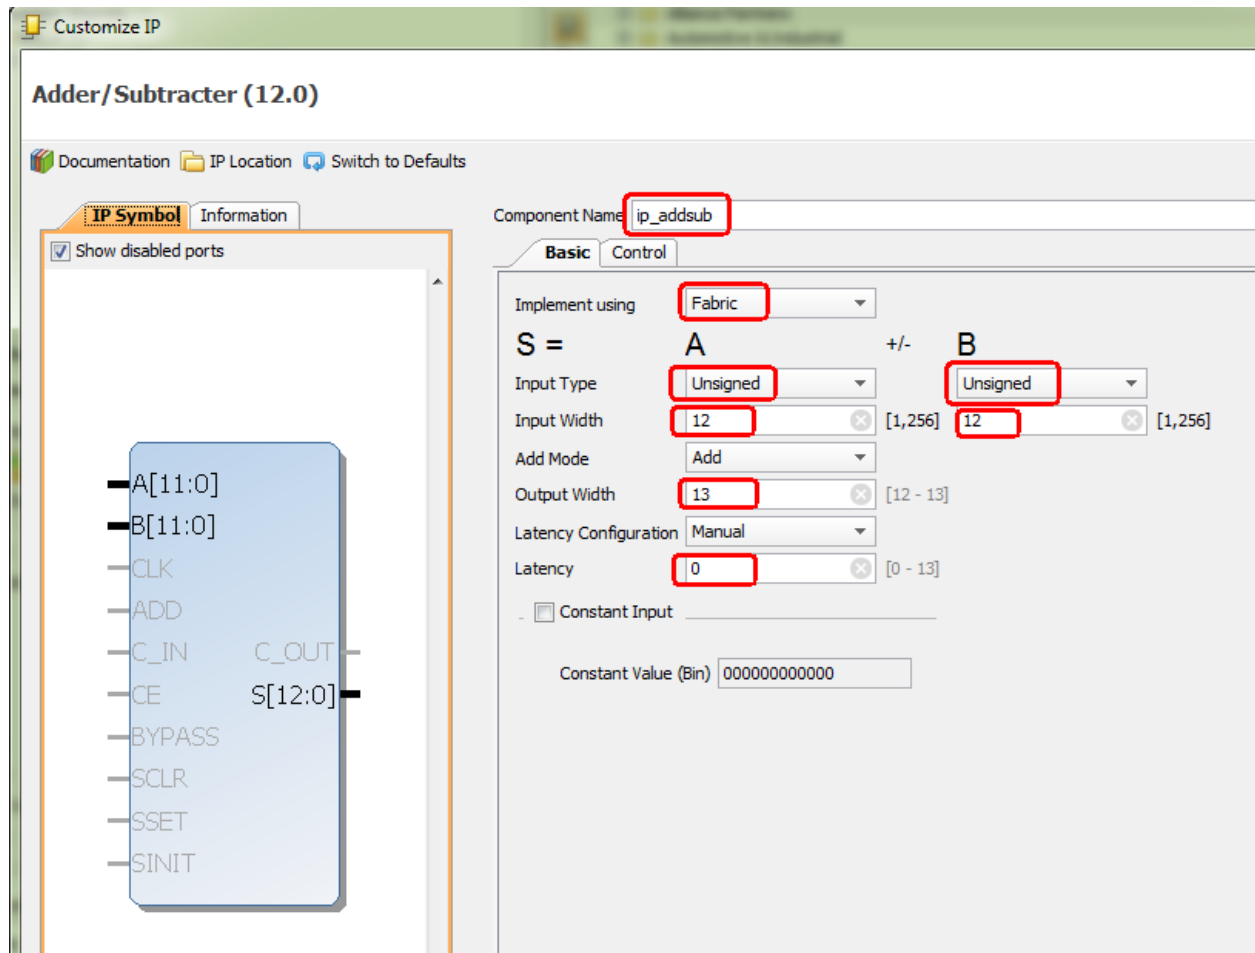 Customize IP
Adder/Subtracter (12.0)
Documentation IP Location Switch to Defaults
IP Symbol Information
Show disabled ports
A[11:0]
B[11:0]
CLK
ADD
C_IN C_OUT
CE S[12:0]
BYPASS
SCLR
SSET
SINIT
Component Name ip_addsub
Basic Control
Implement using Fabric
S = A +/- B
Input Type Unsigned Unsigned
Input Width 12 [1,256] 12 [1,256]
Add Mode Add
Output Width 13 [12 - 13]
Latency Configuration Manual
Latency 0 [0 - 13]
Constant Input
Constant Value (Bin) 000000000000